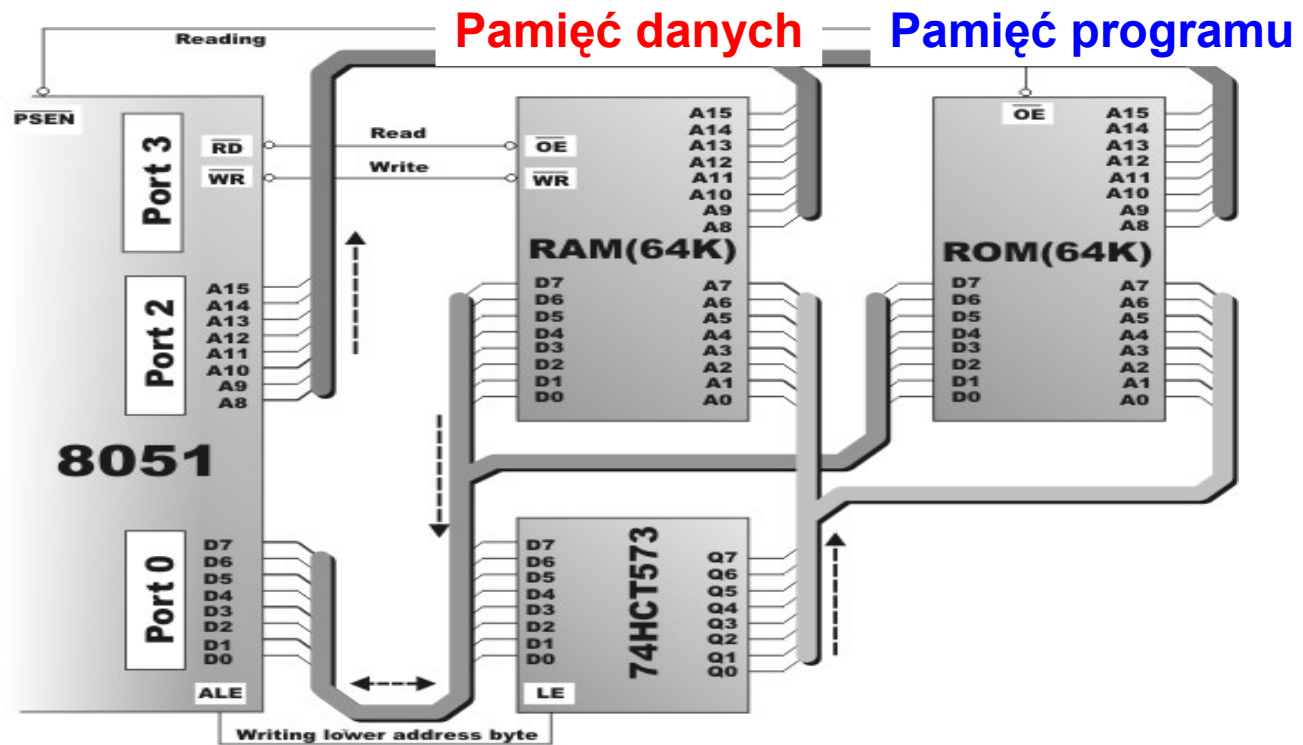 Pamięć danych
Pamięć programu
Reading
PSEN
Port 3
RD
WR
Read
Write
OE
WR
A15
A14
A13
A12
A11
A10
A9
A8
RAM(64K)
D7
D6
D5
D4
D3
D2
D1
D0
A7
A6
A5
A4
A3
A2
A1
A0
OE
A15
A14
A13
A12
A11
A10
A9
A8
ROM(64K)
D7
D6
D5
D4
D3
D2
D1
D0
A7
A6
A5
A4
A3
A2
A1
A0
Port 2
A15
A14
A13
A12
A11
A10
A9
A8
8051
Port 0
D7
D6
D5
D4
D3
D2
D1
D0
ALE
D7
D6
D5
D4
D3
D2
D1
D0
74HCT573
Q7
Q6
Q5
Q4
Q3
Q2
Q1
Q0
LE
Writing lower address byte